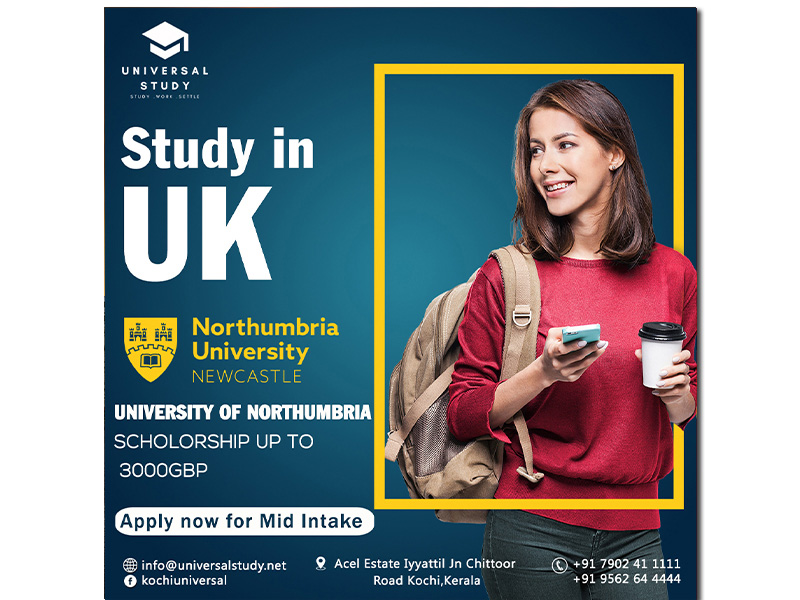 UNIVERSAL
STUDY
STUDY .WORK .SETTLE
Study in
UK
Northumbria
University
NEWCASTLE
UNIVERSITY OF NORTHUMBRIA
SCHOLORSHIP UP TO
3000GBP
Apply now for Mid Intake
info@universalstudy.net
kochiuniversal
Acel Estate Iyyattil Jn Chittoor
Road Kochi,Kerala
+91 7902 41 1111
+91 9562 64 4444